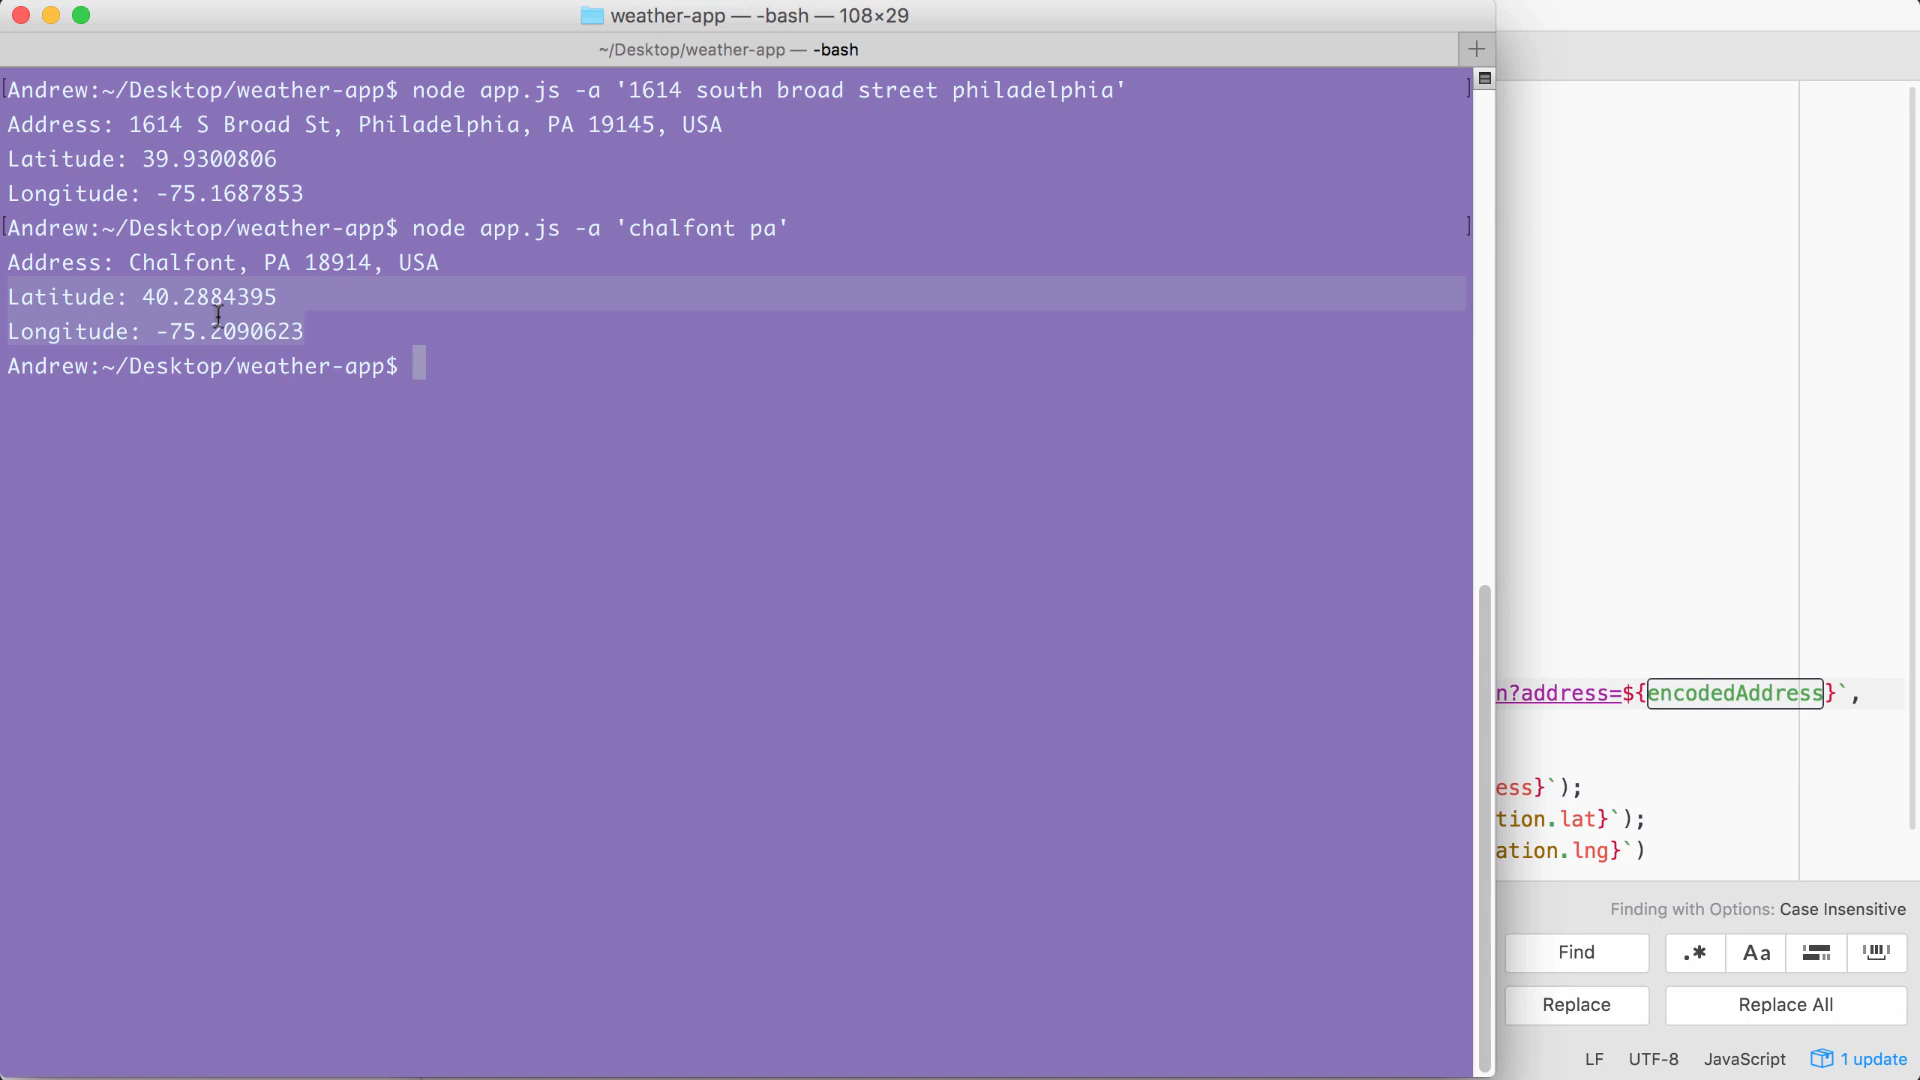 weather-app — -bash — 108×29
~/Desktop/weather-app — -bash
Andrew:~/Desktop/weather-app$ node app.js -a '1614 south broad street philadelphia'
Address: 1614 S Broad St, Philadelphia, PA 19145, USA
Latitude: 39.9300806
Longitude: -75.1687853
Andrew:~/Desktop/weather-app$ node app.js -a 'chalfont pa'
Address: Chalfont, PA 18914, USA
Latitude: 40.2884395
Longitude: -75.2090623
Andrew:~/Desktop/weather-app$
n?address=${encodedAddress}`,
ess}`);
tion.lat}`);
ation.lng}`)
Finding with Options: Case Insensitive
Find .* Aa
Replace Replace All
LF UTF-8 JavaScript 1 update